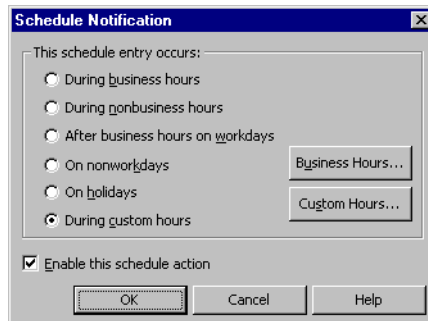 Schedule Notification
This schedule entry occurs:
During business hours
During nonbusiness hours
After business hours on workdays
On nonworkdays
Business Hours...
On holidays
Custom Hours...
During custom hours
Enable this schedule action
OK
Cancel
Help